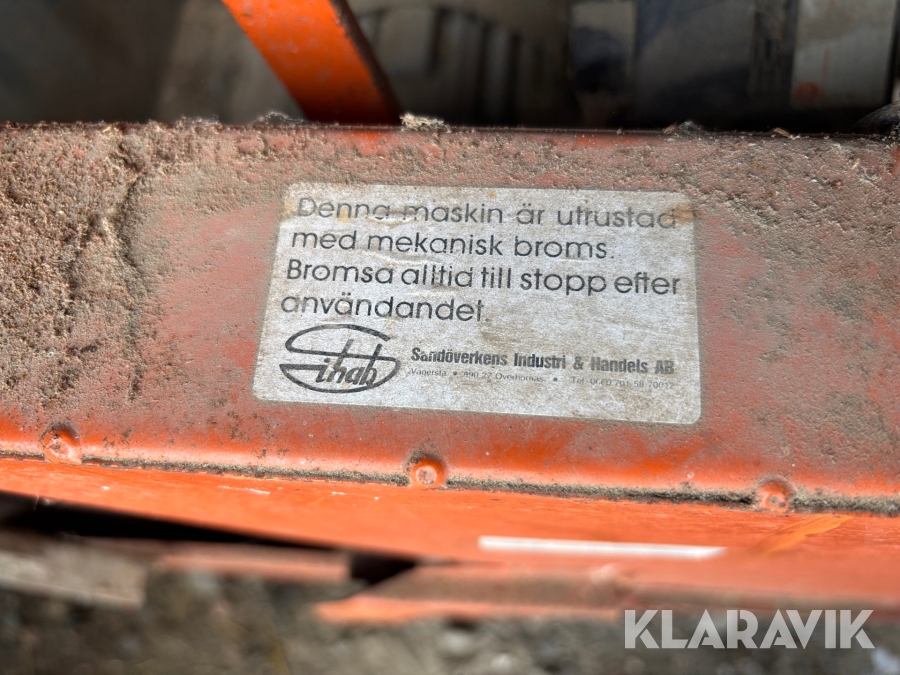 Denna maskin är utrustad
med mekanisk broms.
Bromsa alltid till stopp efter
användandet.
Sihab
Sandöverkens Industri & Handels AB
KLARAVIK